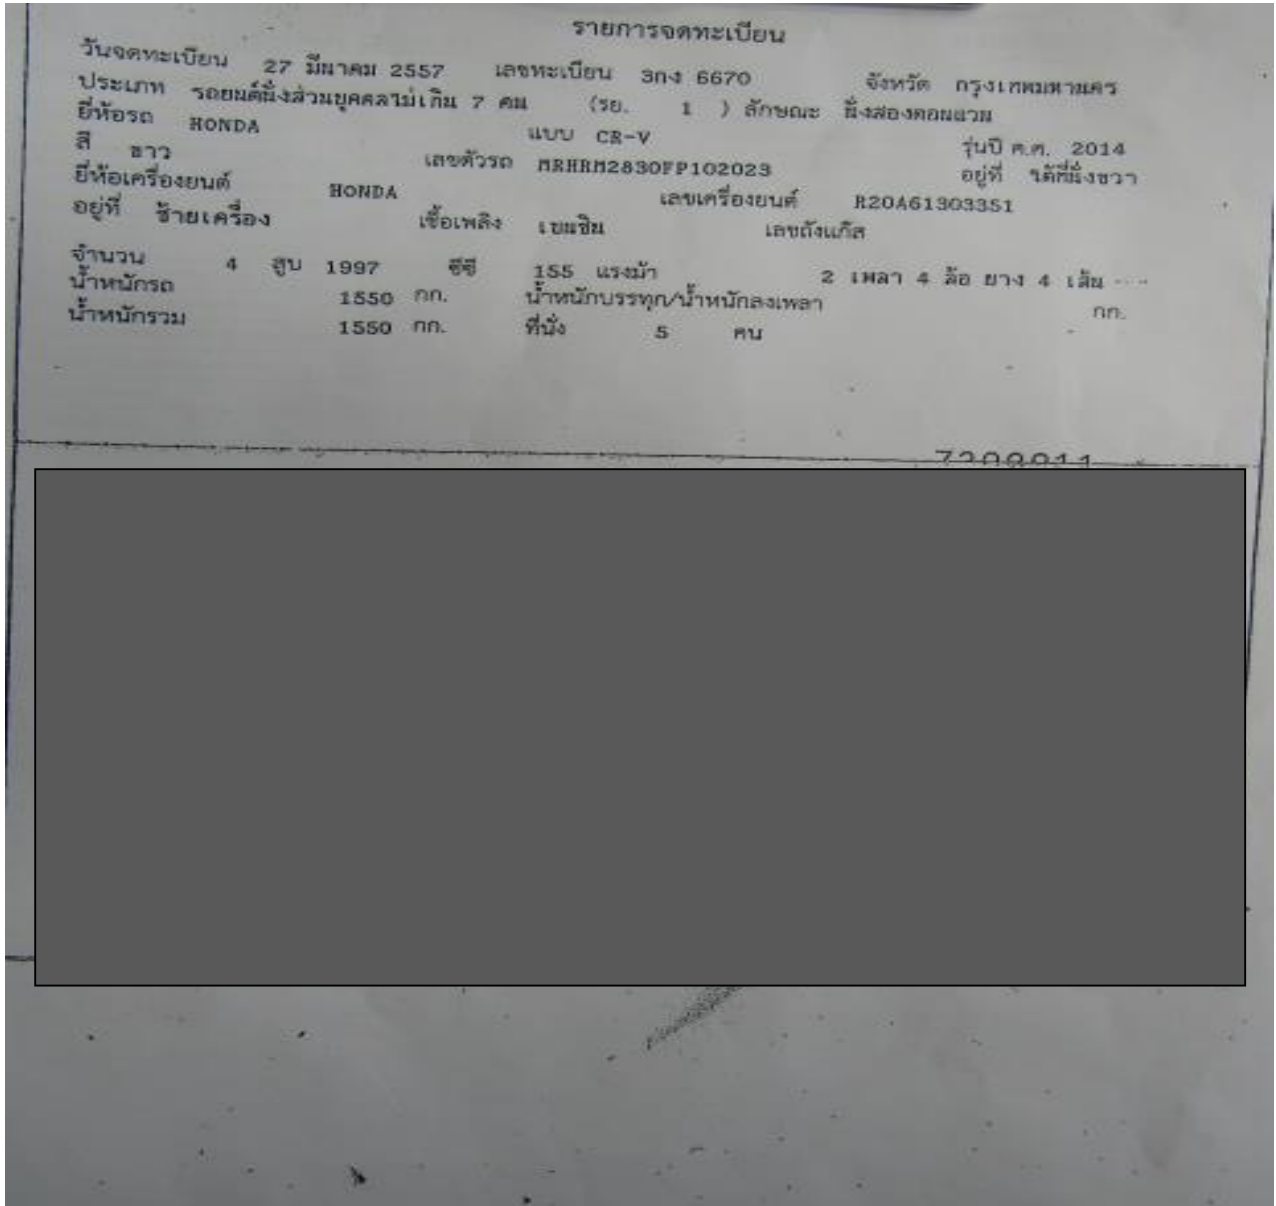 รายการจดทะเบียน
วันจดทะเบียน 27 มีนาคม 2557 เลขทะเบียน 3กง 6670 จังหวัด กรุงเทพมหานคร
ประเภท รถยนต์นั่งส่วนบุคคลไม่เกิน 7 คน (รย. 1 ) ลักษณะ นั่งสองตอนแวน
ยี่ห้อรถ HONDA แบบ CR-V รุ่นปี ค.ศ. 2014
สี ขาว เลขตัวรถ MRHRM2830FP102023 อยู่ที่ ใต้ที่นั่งขวา
ยี่ห้อเครื่องยนต์ HONDA เลขเครื่องยนต์ R20A61303351
อยู่ที่ ซ้ายเครื่อง เชื้อเพลิง เบนซิน เลขถังแก๊ส
จำนวน 4 สูบ 1997 ซีซี 155 แรงม้า 2 เพลา 4 ล้อ ยาง 4 เส้น
น้ำหนักรถ 1550 กก. น้ำหนักบรรทุก/น้ำหนักลงเพลา กก.
น้ำหนักรวม 1550 กก. ที่นั่ง 5 คน